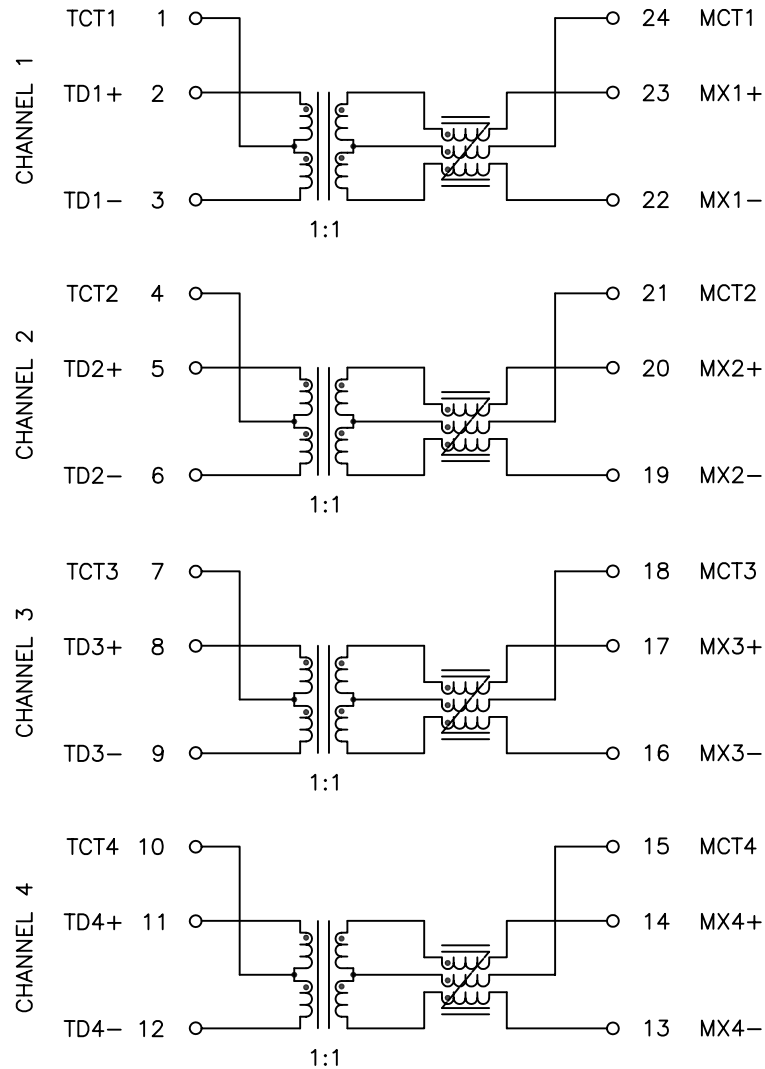 CHANNEL 1
TCT1 1 24 MCT1
TD1+ 2 23 MX1+
TD1− 3 22 MX1−
1:1
CHANNEL 2
TCT2 4 21 MCT2
TD2+ 5 20 MX2+
TD2− 6 19 MX2−
1:1
CHANNEL 3
TCT3 7 18 MCT3
TD3+ 8 17 MX3+
TD3− 9 16 MX3−
1:1
CHANNEL 4
TCT4 10 15 MCT4
TD4+ 11 14 MX4+
TD4− 12 13 MX4−
1:1